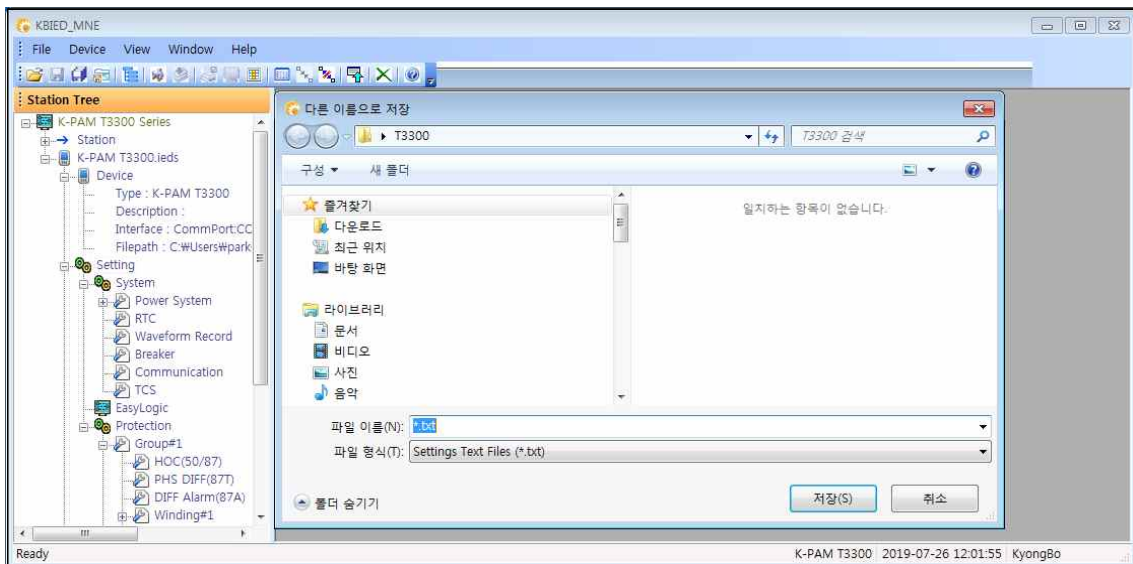 KBIED_MNE
File Device View Window Help
Station Tree
K-PAM T3300 Series
Station
K-PAM T3300.ieds
Device
Type : K-PAM T3300
Description :
Interface : CommPort:CC
Filepath : C:₩Users₩park
Setting
System
Power System
RTC
Waveform Record
Breaker
Communication
TCS
EasyLogic
Protection
Group#1
HOC(50/87)
PHS DIFF(87T)
DIFF Alarm(87A)
Winding#1
다른 이름으로 저장
T3300
T3300 검색
구성 새 폴더
즐겨찾기
다운로드
최근 위치
바탕 화면
라이브러리
문서
비디오
사진
음악
일치하는 항목이 없습니다.
파일 이름(N): *.txt
파일 형식(T): Settings Text Files (*.txt)
폴더 숨기기
저장(S) 취소
Ready
K-PAM T3300 2019-07-26 12:01:55 KyongBo